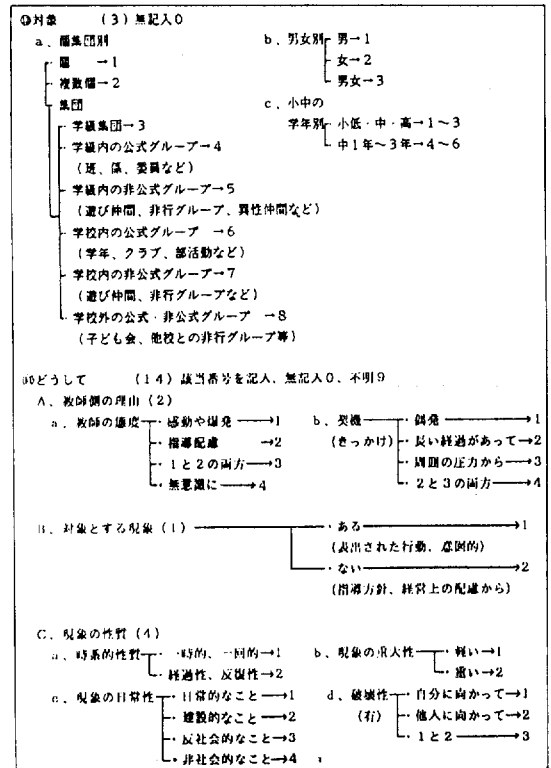 対象 (3)無記入0
a、個集団別 b、男女別 男→1
個 →1 女→2
複数個→2 男女→3
集団 c、小中の
学級集団→3 学年別 小低・中・高→1～3
学級内の公式グループ→4 中1年～3年→4～6
(班、係、委員など)
学級内の非公式グループ→5
(遊び仲間、非行グループ、異性仲間など)
学校内の公式グループ →6
(学年、クラブ、部活動など)
学校内の非公式グループ→7
(遊び仲間、非行グループなど)
学校外の公式・非公式グループ →8
(子ども会、他校との非行グループ等)
どうして (14)該当番号を記入、無記入0、不明9
A、教師側の理由(2)
a、教師の態度 ・感動や爆発→1 b、契機 ・偶発→1
・指導配慮 →2 (きっかけ) ・長い経過があって→2
・1と2の両方→3 ・周囲の圧力から→3
・無意識に→4 ・2と3の両方→4
B、対象とする現象(1) ・ある→1
(表出された行動、意図的)
・ない→2
(指導方針、経営上の配慮から)
C、現象の性質(4)
a、時系的性質 ・一時的、一回的→1 b、現象の重大性 ・軽い→1
・経過性、反復性→2 ・重い→2
c、現象の日常性 ・日常的なこと→1 d、破壊性 ・自分に向かって→1
・建設的なこと→2 (有) ・他人に向かって→2
・反社会的なこと→3 ・1と2→3
・非社会的なこと→4